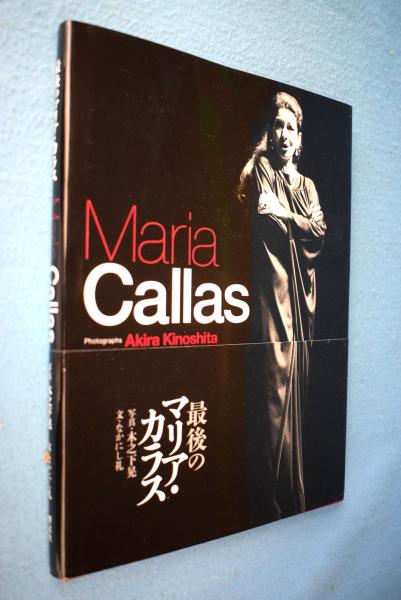 Maria
Callas
Photographs Akira Kinoshita
最後の
マリア・
カラス
写真・木之下晃
文・なかにし礼
Callas